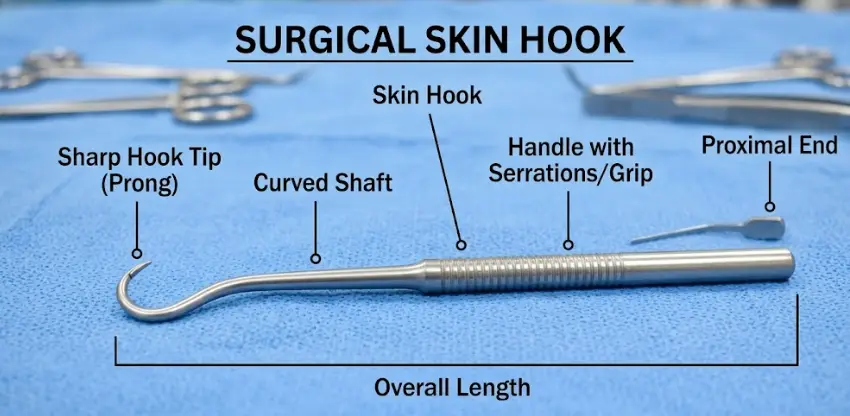 SURGICAL SKIN HOOK
Skin Hook
Sharp Hook Tip
(Prong)
Curved Shaft
Handle with
Serrations/Grip
Proximal End
Overall Length